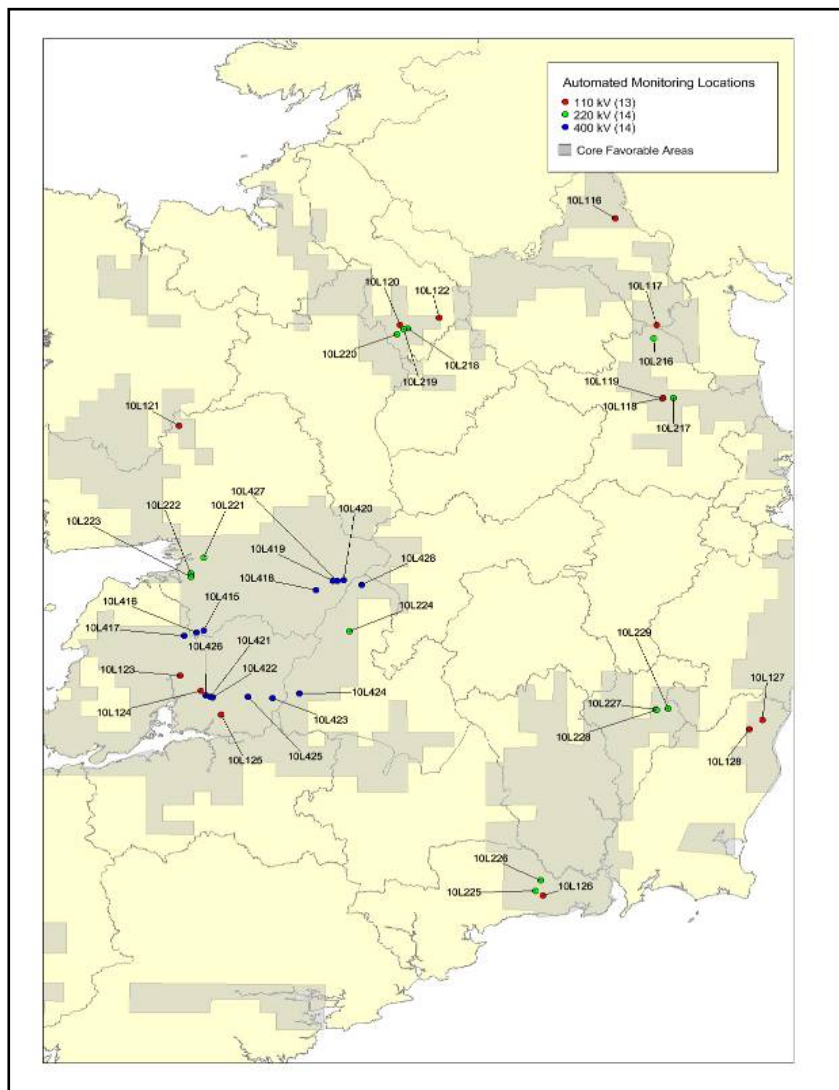 Automated Monitoring Locations
110 kV (13)
220 kV (14)
400 kV (14)
Core Favorable Areas
10L116
10L120
10L122
10L117
10L220
10L218
10L216
10L219
10L119
10L118
10L121
10L217
10L427
10L420
10L222
10L221
10L223
10L419
10L428
10L418
10L416
10L415
10L224
10L417
10L426
10L421
10L229
10L123
10L422
10L424
10L227
10L127
10L124
10L423
10L228
10L125
10L425
10L128
10L226
10L225
10L126